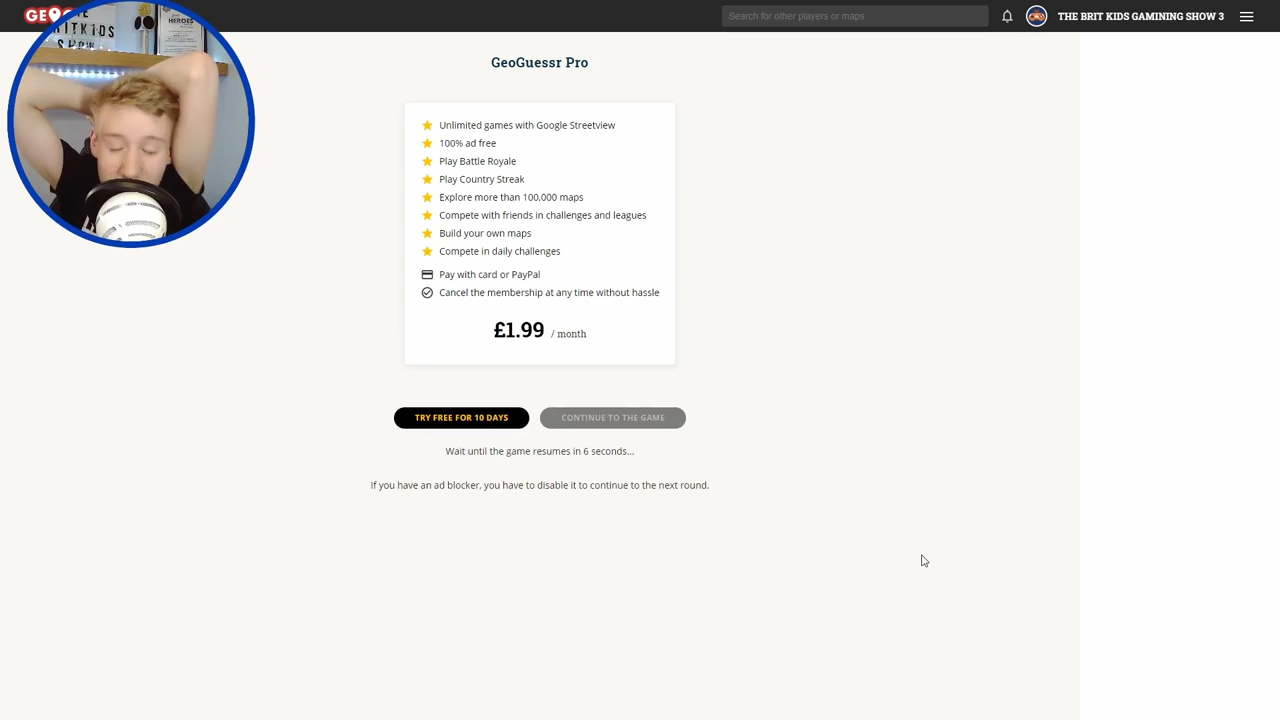 GEO
Search for other players or maps
THE BRIT KIDS GAMINING SHOW 3
BRITKIDS
SHOW
HEROES
GeoGuessr Pro
Unlimited games with Google Streetview
100% ad free
Play Battle Royale
Play Country Streak
Explore more than 100,000 maps
Compete with friends in challenges and leagues
Build your own maps
Compete in daily challenges
Pay with card or PayPal
Cancel the membership at any time without hassle
£1.99 / month
TRY FREE FOR 10 DAYS
CONTINUE TO THE GAME
Wait until the game resumes in 6 seconds...
If you have an ad blocker, you have to disable it to continue to the next round.